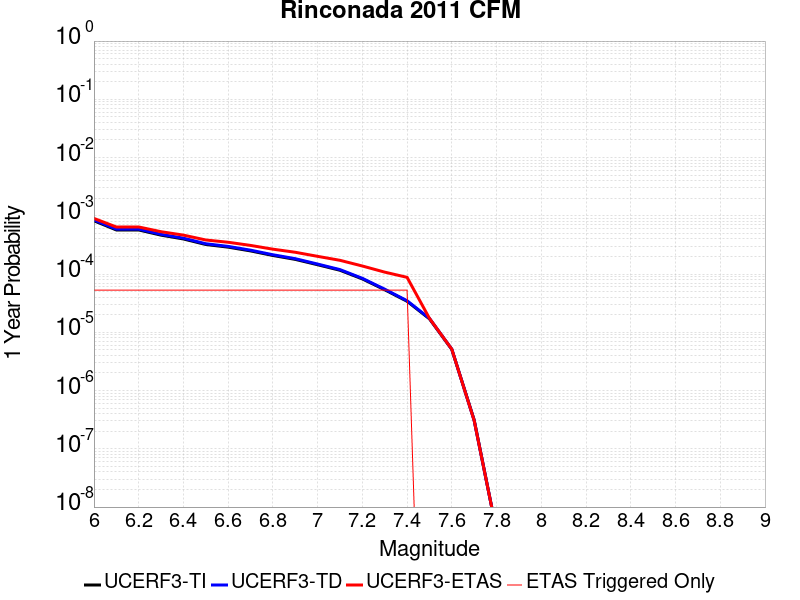 Rinconada 2011 CFM
10^0
10^-1
10^-2
10^-3
10^-4
10^-5
10^-6
10^-7
10^-8
1 Year Probability
6 6.2 6.4 6.6 6.8 7 7.2 7.4 7.6 7.8 8 8.2 8.4 8.6 8.8 9
Magnitude
UCERF3-TI UCERF3-TD UCERF3-ETAS ETAS Triggered Only